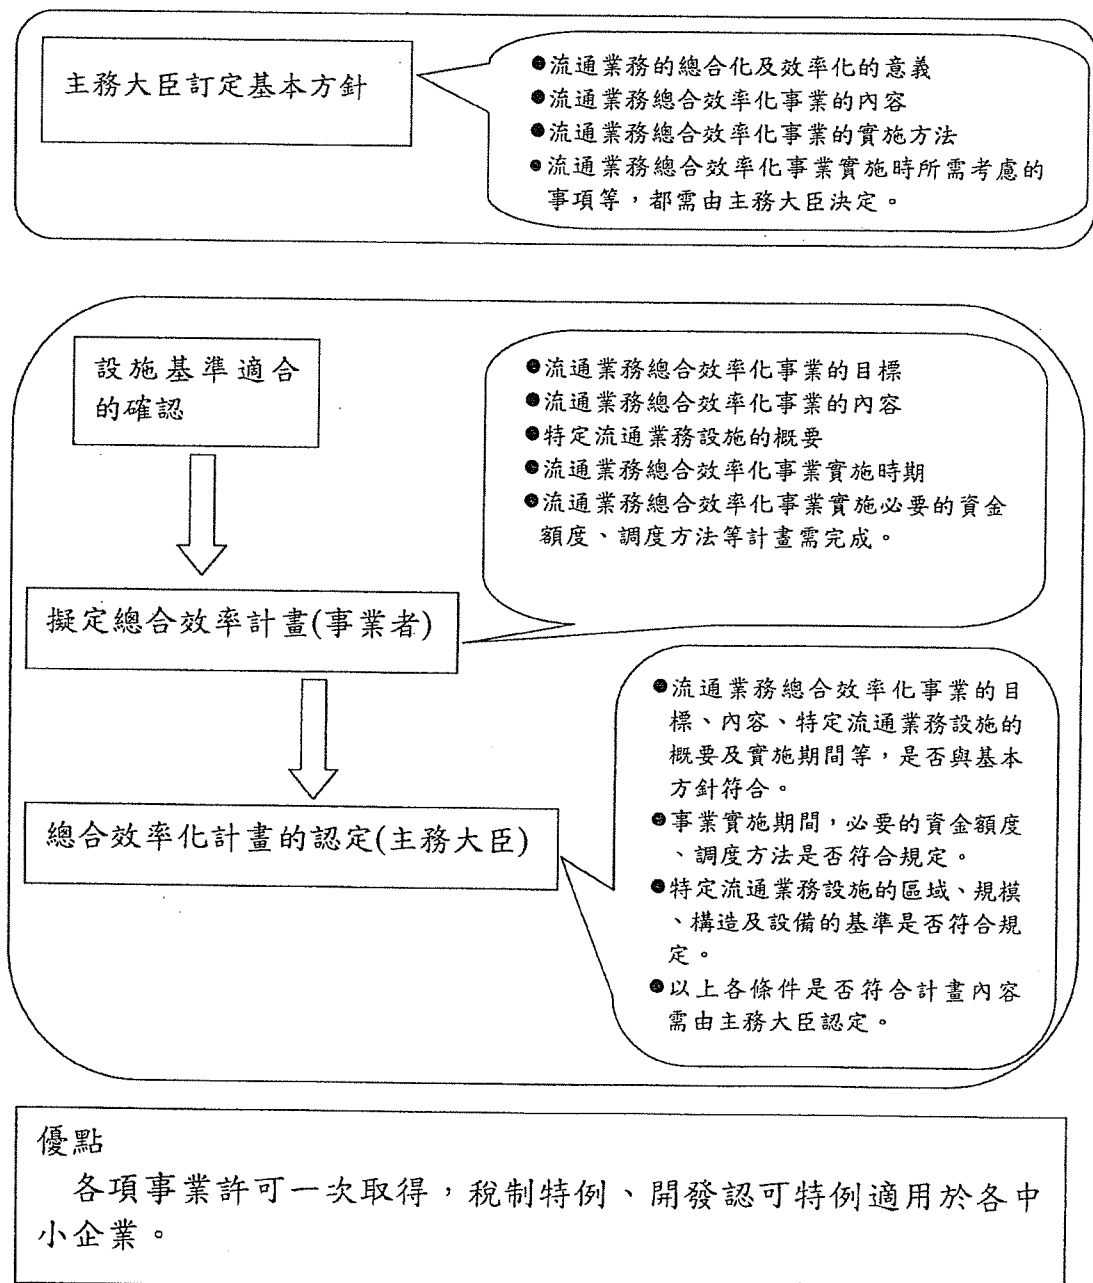 主務大臣訂定基本方針
●流通業務的總合化及效率化的意義
●流通業務總合效率化事業的內容
●流通業務總合效率化事業的實施方法
●流通業務總合效率化事業實施時所需考慮的
事項等，都需由主務大臣決定。
設施基準適合
的確認
●流通業務總合效率化事業的目標
●流通業務總合效率化事業的內容
●特定流通業務設施的概要
●流通業務總合效率化事業實施時期
●流通業務總合效率化事業實施必要的資金
額度、調度方法等計畫需完成。
擬定總合效率計畫(事業者)
●流通業務總合效率化事業的目
標、內容、特定流通業務設施的
概要及實施期間等，是否與基本
方針符合。
●事業實施期間，必要的資金額度
、調度方法是否符合規定。
●特定流通業務設施的區域、規模
、構造及設備的基準是否符合規
定。
●以上各條件是否符合計畫內容
需由主務大臣認定。
總合效率化計畫的認定(主務大臣)
優點
各項事業許可一次取得，稅制特例、開發認可特例適用於各中
小企業。